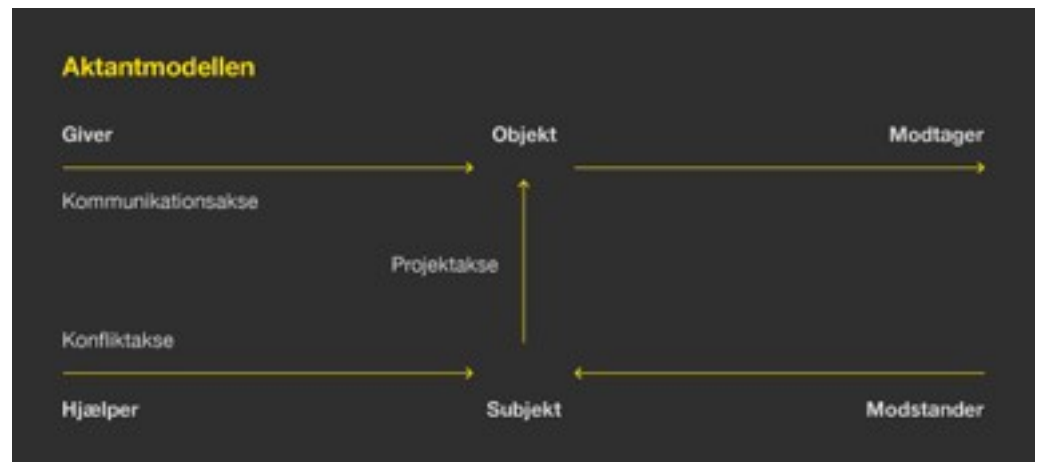 Aktantmodellen
Giver Objekt Modtager
Kommunikationsakse
Projektakse
Konfliktakse
Hjælper Subjekt Modstander